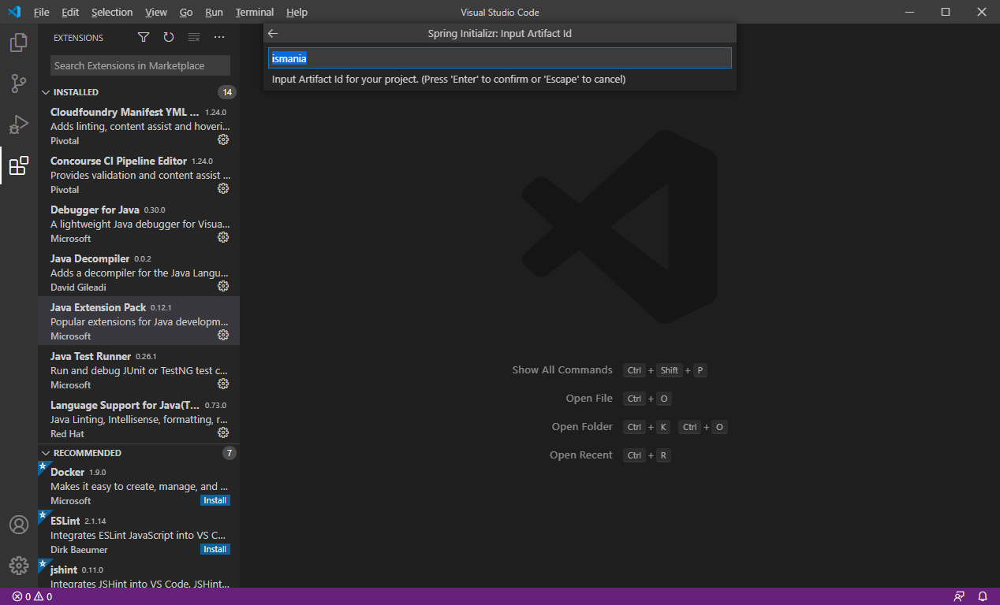 File Edit Selection View Go Run Terminal Help
Visual Studio Code
EXTENSIONS
Search Extensions in Marketplace
INSTALLED 14
Cloudfoundry Manifest YML ... 1.24.0
Adds linting, content assist and hoveri...
Pivotal
Concourse CI Pipeline Editor 1.24.0
Provides validation and content assist ...
Pivotal
Debugger for Java 0.30.0
A lightweight Java debugger for Visua...
Microsoft
Java Decompiler 0.0.2
Adds a decompiler for the Java Langu...
David Gileadi
Java Extension Pack 0.12.1
Popular extensions for Java developm...
Microsoft
Java Test Runner 0.26.1
Run and debug JUnit or TestNG test c...
Microsoft
Language Support for Java(T... 0.73.0
Java Linting, Intellisense, formatting, r...
Red Hat
RECOMMENDED 7
Docker 1.9.0
Makes it easy to create, manage, and ...
Microsoft Install
ESLint 2.1.14
Integrates ESLint JavaScript into VS C...
Dirk Baeumer Install
jshint 0.11.0
Integrates JSHint into VS Code. JSHint...
Spring Initializr: Input Artifact Id
ismania
Input Artifact Id for your project. (Press 'Enter' to confirm or 'Escape' to cancel)
Show All Commands Ctrl + Shift + P
Open File Ctrl + O
Open Folder Ctrl + K Ctrl + O
Open Recent Ctrl + R
0 0